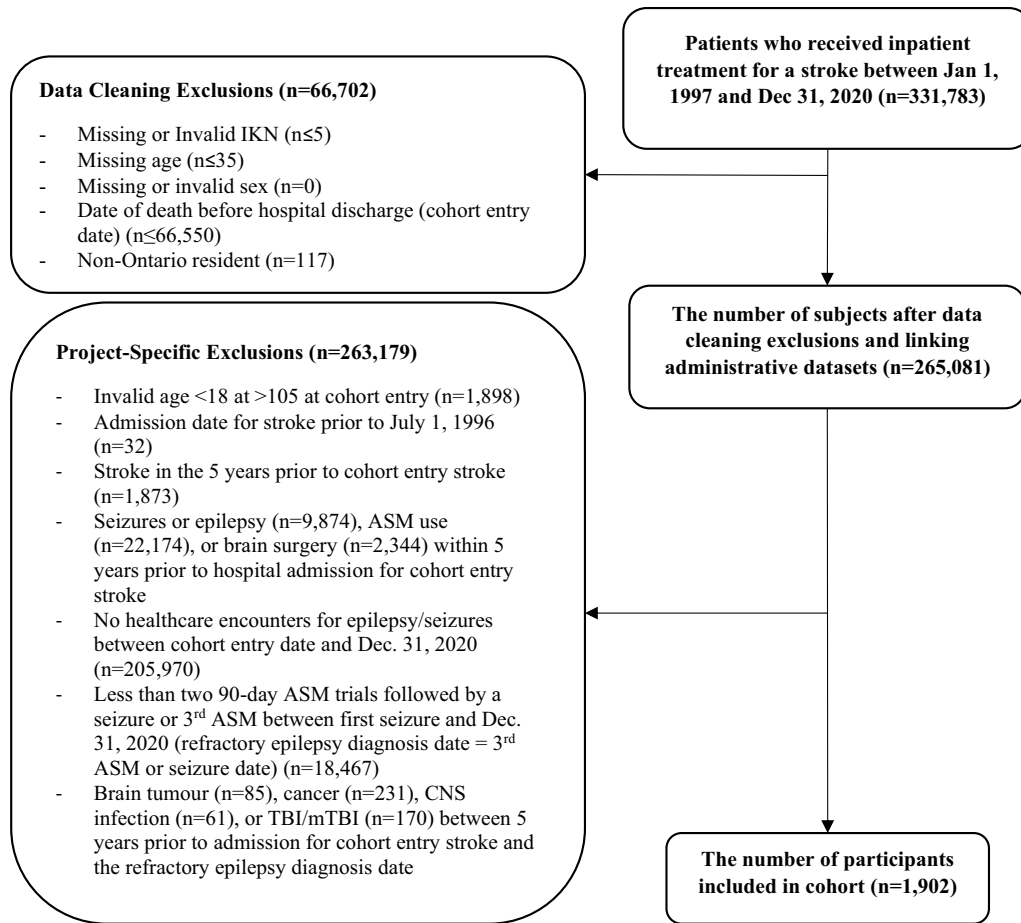 Patients who received inpatient
treatment for a stroke between Jan 1,
1997 and Dec 31, 2020 (n=331,783)
Data Cleaning Exclusions (n=66,702)
- Missing or Invalid IKN (n≤5)
- Missing age (n≤35)
- Missing or invalid sex (n=0)
- Date of death before hospital discharge (cohort entry
date) (n≤66,550)
- Non-Ontario resident (n=117)
The number of subjects after data
cleaning exclusions and linking
administrative datasets (n=265,081)
Project-Specific Exclusions (n=263,179)
- Invalid age <18 at >105 at cohort entry (n=1,898)
- Admission date for stroke prior to July 1, 1996
(n=32)
- Stroke in the 5 years prior to cohort entry stroke
(n=1,873)
- Seizures or epilepsy (n=9,874), ASM use
(n=22,174), or brain surgery (n=2,344) within 5
years prior to hospital admission for cohort entry
stroke
- No healthcare encounters for epilepsy/seizures
between cohort entry date and Dec. 31, 2020
(n=205,970)
- Less than two 90-day ASM trials followed by a
seizure or 3rd ASM between first seizure and Dec.
31, 2020 (refractory epilepsy diagnosis date = 3rd
ASM or seizure date) (n=18,467)
- Brain tumour (n=85), cancer (n=231), CNS
infection (n=61), or TBI/mTBI (n=170) between 5
years prior to admission for cohort entry stroke and
the refractory epilepsy diagnosis date
The number of participants
included in cohort (n=1,902)